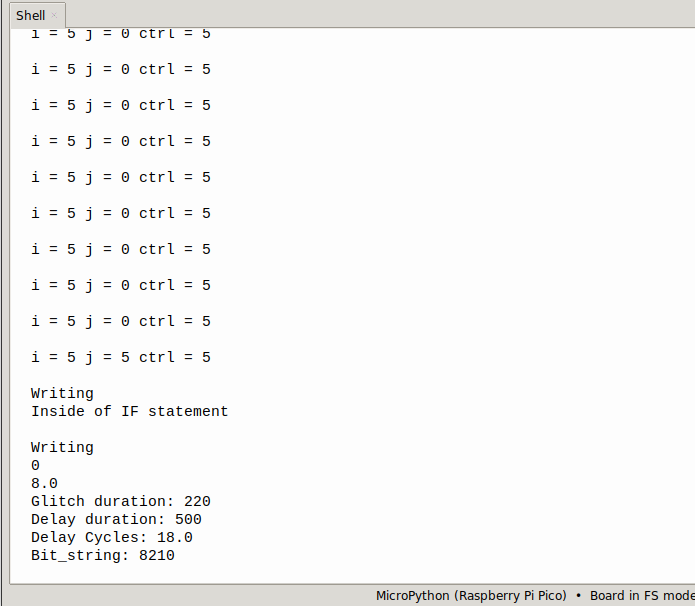 Shell
i = 5 j = 0 ctrl = 5
i = 5 j = 0 ctrl = 5
i = 5 j = 0 ctrl = 5
i = 5 j = 0 ctrl = 5
i = 5 j = 0 ctrl = 5
i = 5 j = 0 ctrl = 5
i = 5 j = 0 ctrl = 5
i = 5 j = 0 ctrl = 5
i = 5 j = 0 ctrl = 5
i = 5 j = 5 ctrl = 5
Writing
Inside of IF statement
Writing
0
8.0
Glitch duration: 220
Delay duration: 500
Delay Cycles: 18.0
Bit_string: 8210
MicroPython (Raspberry Pi Pico) • Board in FS mode